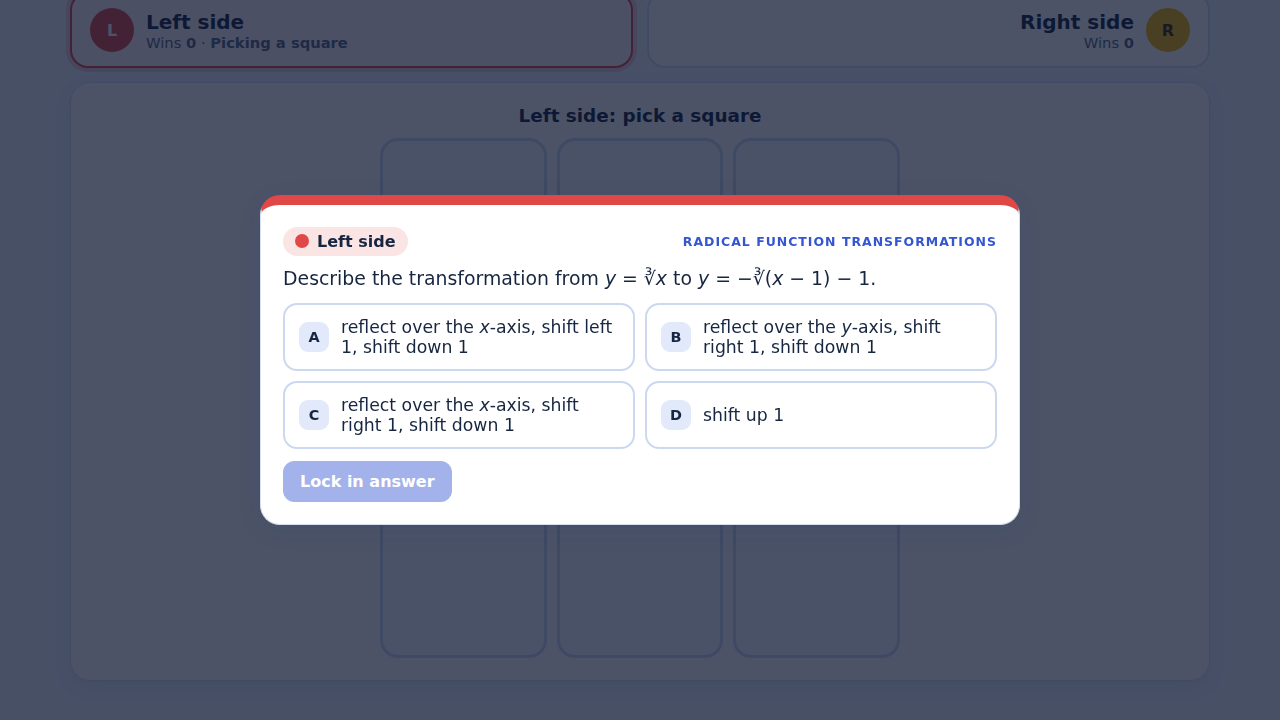 L
Left side
Wins 0 · Picking a square
Right side
Wins 0
R
Left side: pick a square
Left side
RADICAL FUNCTION TRANSFORMATIONS
Describe the transformation from y = ∛x to y = −∛(x − 1) − 1.
A
reflect over the x-axis, shift left
1, shift down 1
B
reflect over the y-axis, shift
right 1, shift down 1
C
reflect over the x-axis, shift
right 1, shift down 1
D
shift up 1
Lock in answer